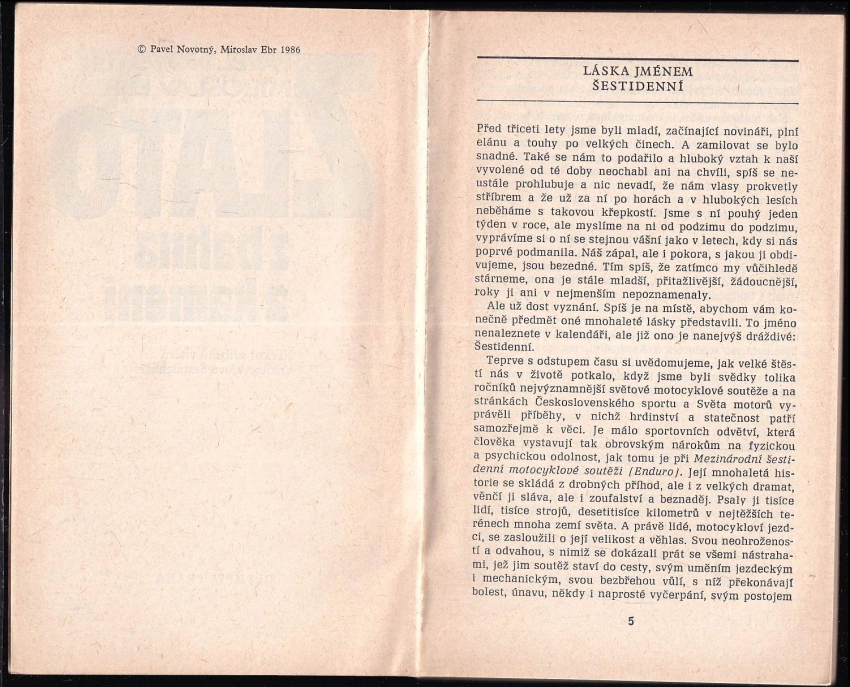 © Pavel Novotný, Miroslav Ebr 1986
LÁSKA JMÉNEM
ŠESTIDENNÍ
Před třiceti lety jsme byli mladí, začínající novináři, plní
elánu a touhy po velkých činech. A zamilovat se bylo
snadné. Také se nám to podařilo a hluboký vztah k naší
vyvolené od té doby neochabl ani na chvíli, spíš se ne-
ustále prohlubuje a nic nevadí, že nám vlasy prokvetly
stříbrem a že už za ní po horách a v hlubokých lesích
neběháme s takovou křepkostí. Jsme s ní pouhý jeden
týden v roce, ale myslíme na ni od podzimu do podzimu,
vyprávíme si o ní se stejnou vášní jako v letech, kdy si nás
poprvé podmanila. Náš zápal, ale i pokora, s jakou ji obdi-
vujeme, jsou bezedné. Tím spíš, že zatímco my vůčihledě
stárneme, ona je stále mladší, přitažlivější, žádoucnější,
roky ji ani v nejmenším nepoznamenaly.
Ale už dost vyznání. Spíš je na místě, abychom vám ko-
nečně předmět oné mnohaleté lásky představili. To jméno
nenaleznete v kalendáři, ale již ono je nanejvýš dráždivé:
Šestidenní.
Teprve s odstupem času si uvědomujeme, jak velké štěs-
tí nás v životě potkalo, když jsme byli svědky tolika
ročníků nejvýznamnější světové motocyklové soutěže a na
stránkách Československého sportu a Světa motorů vy-
právěli příběhy, v nichž hrdinství a statečnost patří
samozřejmě k věci. Je málo sportovních odvětví, která
člověka vystavují tak obrovským nárokům na fyzickou
a psychickou odolnost, jak tomu je při Mezinárodní šesti-
denní motocyklové soutěži (Enduro). Její mnohaletá his-
torie se skládá z drobných příhod, ale i z velkých dramat,
věnčí ji sláva, ale i zoufalství a beznaděj. Psaly ji tisíce
lidí, tisíce strojů, desetitisíce kilometrů v nejtěžších te-
rénech mnoha zemí světa. A právě lidé, motocykloví jezd-
ci, se zasloužili o její velikost a věhlas. Svou neohroženos-
tí a odvahou, s nimiž se dokázali prát se všemi nástraha-
mi, jež jim soutěž staví do cesty, svým uměním jezdeckým
i mechanickým, svou bezbřehou vůlí, s níž překonávají
bolest, únavu, někdy i naprosté vyčerpání, svým postojem
5